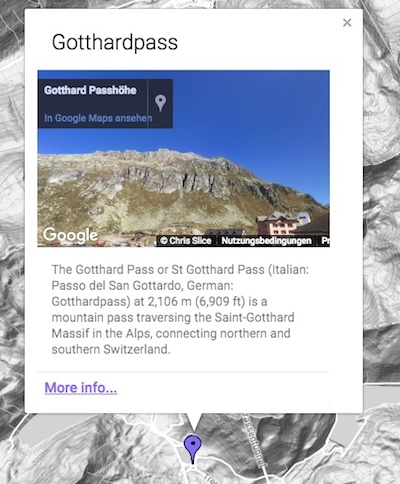 Gotthardpass
Gotthard Passhöhe
In Google Maps ansehen
Google
© Chris Slice
Nutzungsbedingungen
The Gotthard Pass or St Gotthard Pass (Italian:
Passo del San Gottardo, German:
Gotthardpass) at 2,106 m (6,909 ft) is a
mountain pass traversing the Saint-Gotthard
Massif in the Alps, connecting northern and
southern Switzerland.
More info...